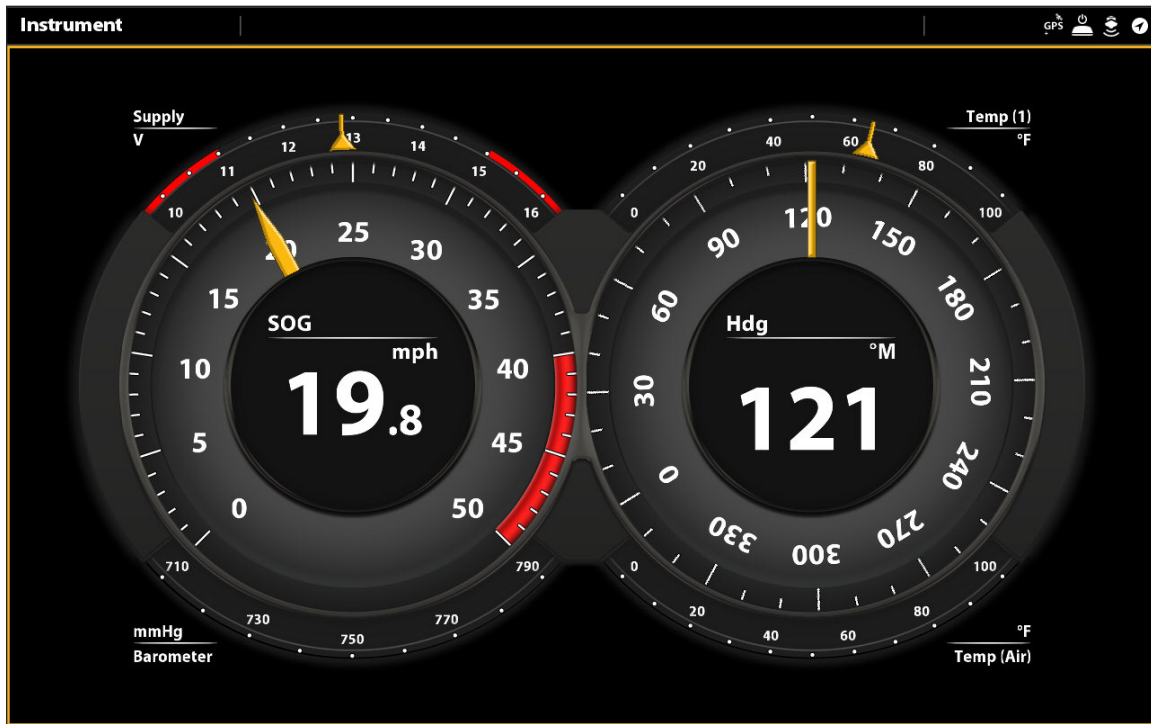 Instrument
GPS
Supply
V
10 11 12 13 14 15 16
Temp (1)
°F
0 20 40 60 80 100
0 5 10 15 20 25 30 35 40 45 50
SOG
mph
19.8
0 30 60 90 120 150 180 210 240 270 300 330
Hdg
°M
121
710 730 750 770 790
mmHg
Barometer
0 20 40 60 80 100
°F
Temp (Air)